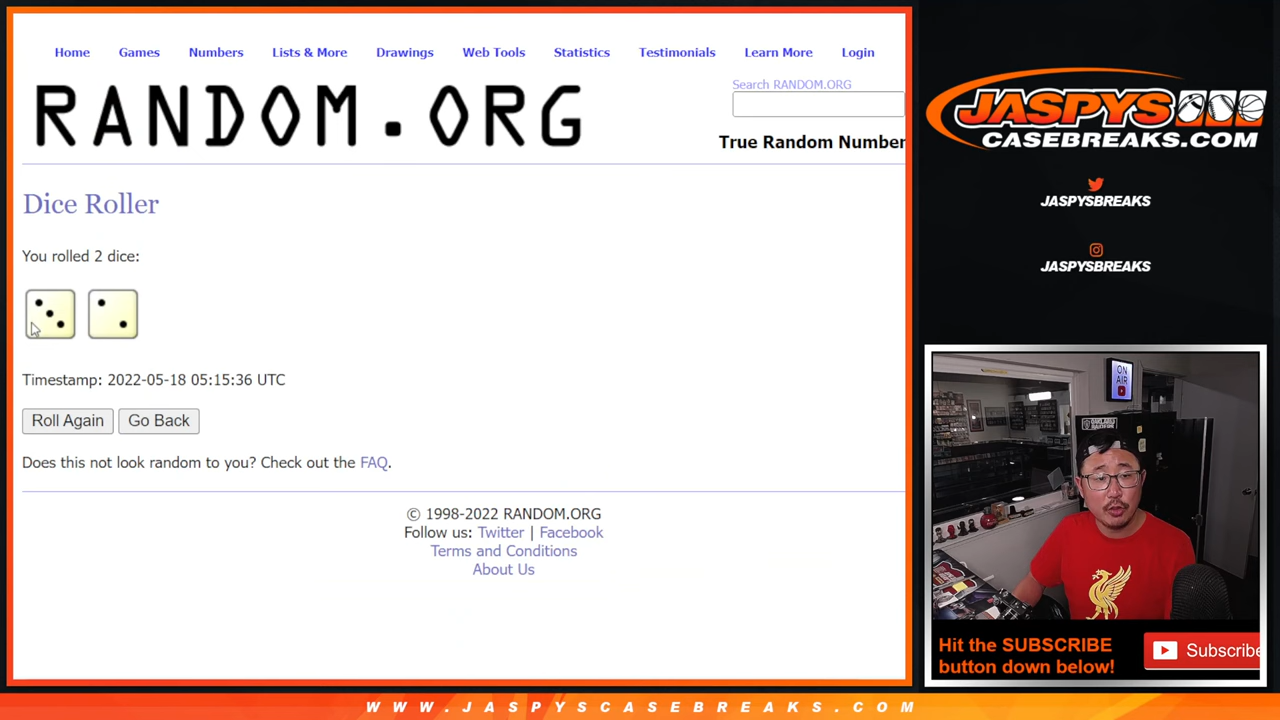 Home Games Numbers Lists & More Drawings Web Tools Statistics Testimonials Learn More Login
RANDOM.ORG
Search RANDOM.ORG
True Random Number
Dice Roller
You rolled 2 dice:
Timestamp: 2022-05-18 05:15:36 UTC
Roll Again Go Back
Does this not look random to you? Check out the FAQ.
© 1998-2022 RANDOM.ORG
Follow us: Twitter | Facebook
Terms and Conditions
About Us
JASPYS
CASEBREAKS.COM
JASPYSBREAKS
JASPYSBREAKS
ON
AIR
Hit the SUBSCRIBE
button down below!
Subscribe
WWW.JASPYSCASEBREAKS.COM